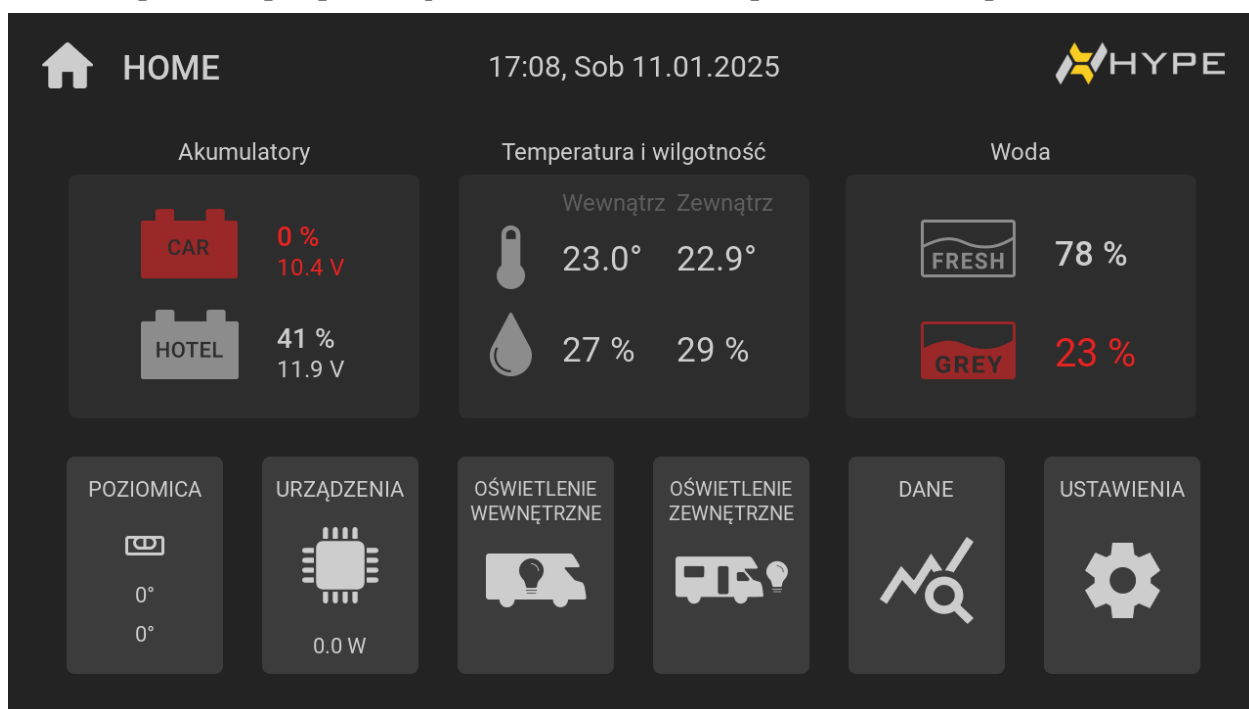 HOME
17:08, Sob 11.01.2025
HYPE
Akumulatory
CAR
0 %
10.4 V
HOTEL
41 %
11.9 V
Temperatura i wilgotność
Wewnątrz Zewnątrz
23.0° 22.9°
27 % 29 %
Woda
FRESH
78 %
GREY
23 %
POZIOMICA
0°
0°
URZĄDZENIA
0.0 W
OŚWIETLENIE
WEWNĘTRZNE
OŚWIETLENIE
ZEWNĘTRZNE
DANE
USTAWIENIA